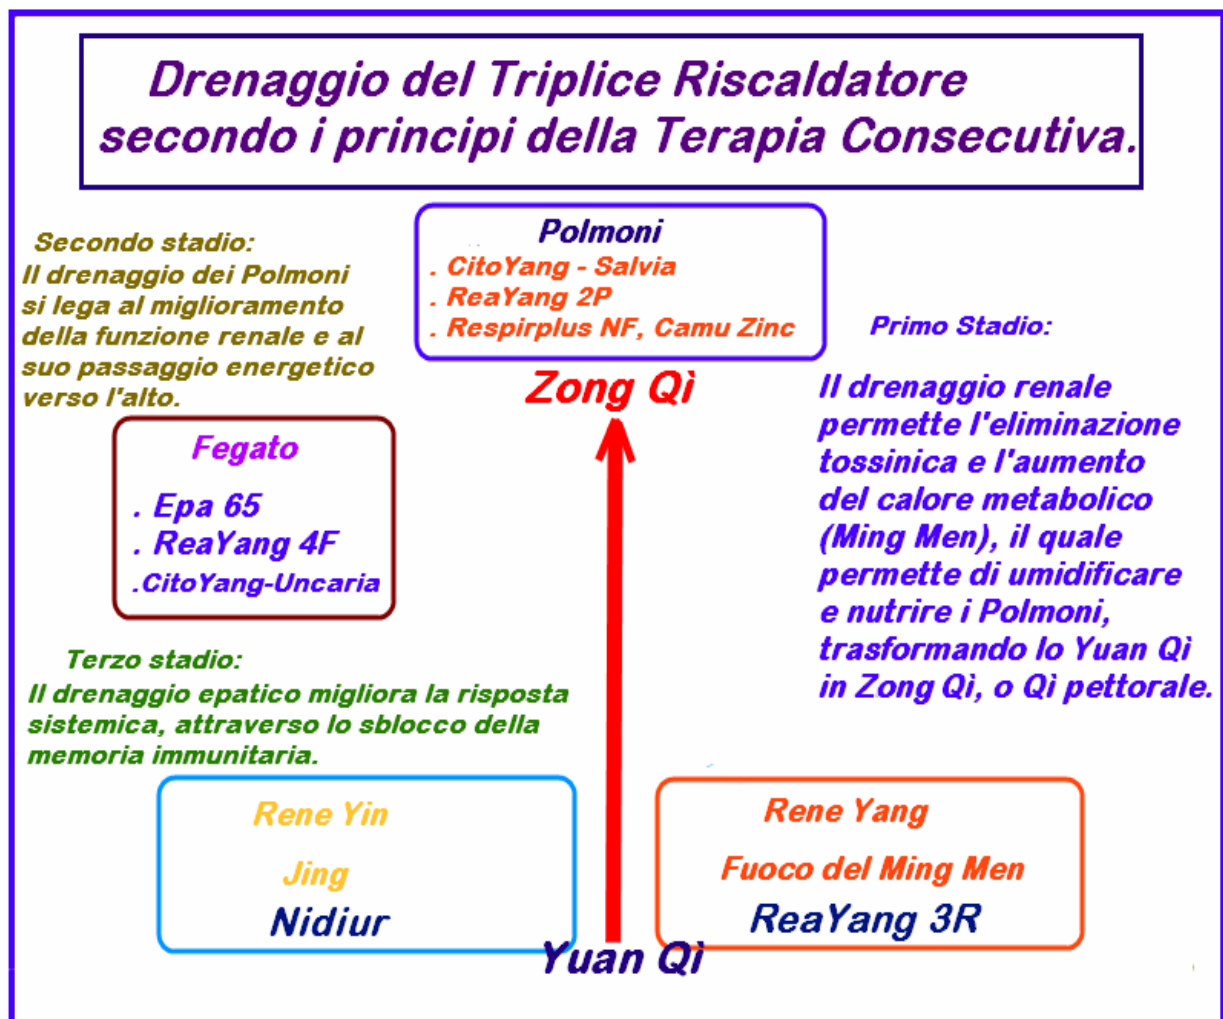 Drenaggio del Triplice Riscaldatore
secondo i principi della Terapia Consecutiva.
Polmoni
. CitoYang - Salvia
. ReaYang 2P
. Respirplus NF, Camu Zinc
Zong Qì
Primo Stadio:
Il drenaggio renale
permette l'eliminazione
tossinica e l'aumento
del calore metabolico
(Ming Men), il quale
permette di umidificare
e nutrire i Polmoni,
trasformando lo Yuan Qì
in Zong Qì, o Qì pettorale.
Secondo stadio:
Il drenaggio dei Polmoni
si lega al miglioramento
della funzione renale e al
suo passaggio energetico
verso l'alto.
Fegato
. Epa 65
. ReaYang 4F
.CitoYang-Uncaria
Terzo stadio:
Il drenaggio epatico migliora la risposta
sistemica, attraverso lo sblocco della
memoria immunitaria.
Rene Yin
Jing
Nidiur
Rene Yang
Fuoco del Ming Men
ReaYang 3R
Yuan Qì